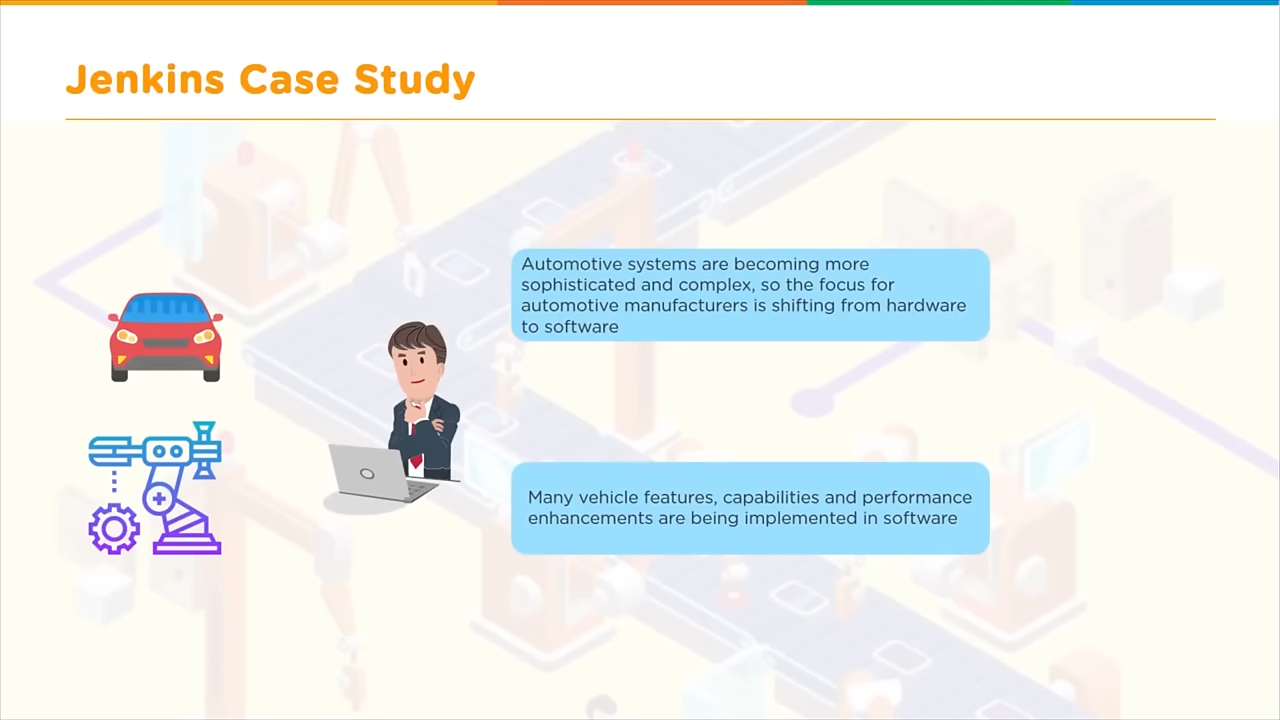 Jenkins Case Study
Automotive systems are becoming more
sophisticated and complex, so the focus for
automotive manufacturers is shifting from hardware
to software
Many vehicle features, capabilities and performance
enhancements are being implemented in software